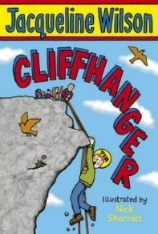 Jacqueline Wilson
CLIFFHANGER
Illustrated by
Nick
Sharratt